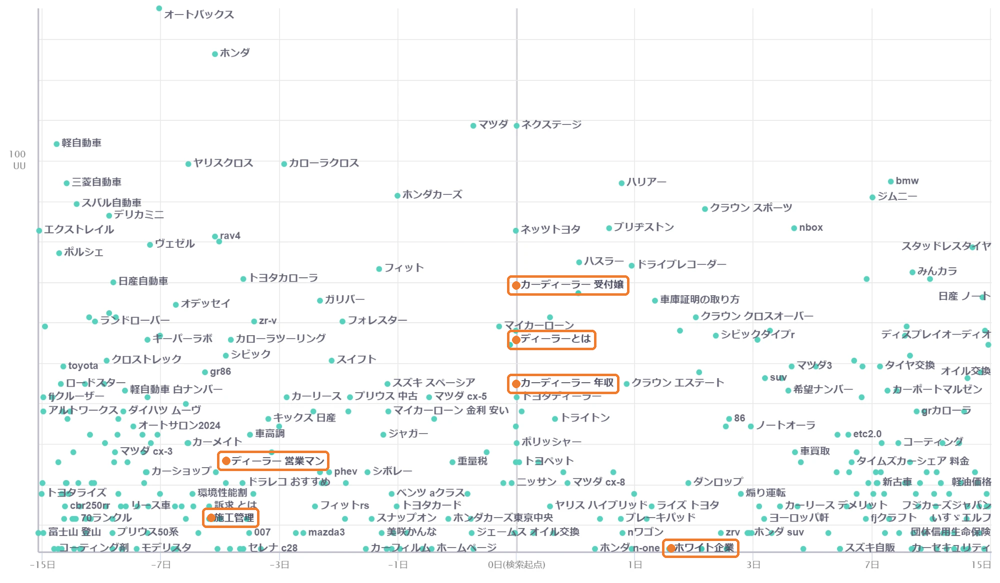 オートバックス
ホンダ
マツダ
ネクステージ
軽自動車
100
UU
ヤリスクロス
カローラクロス
三菱自動車
ハリアー
bmw
ホンダカーズ
ジムニー
スバル自動車
クラウン スポーツ
デリカミニ
エクストレイル
ネッツトヨタ
ブリヂストン
nbox
rav4
ヴェゼル
スタッドレスタイヤ
ポルシェ
ハスラー
ドライブレコーダー
フィット
みんカラ
トヨタカローラ
日産自動車
カーディーラー 受付嬢
日産 ノート
オデッセイ
ガリバー
車庫証明の取り方
ランドローバー
zr-v
フォレスター
クラウン クロスオーバー
マイカーローン
キーパーラボ
カローラツーリング
ディーラーとは
シビックタイプr
ディスプレイオーディオ
シビック
クロストレック
スイフト
toyota
マツダ3
タイヤ交換
gr86
オイル交換
suv
ロードスター
スズキ スペーシア
カーディーラー 年収
クラウン エステート
軽自動車 白ナンバー
希望ナンバー
カーポートマルゼン
fjクルーザー
カーリース
プリウス 中古
マツダ cx-5
トヨタディーラー
アルトワークス
ダイハツ ムーヴ
マイカーローン 金利 安い
grカローラ
キックス 日産
トライトン
86
オートサロン2024
ノートオーラ
車高調
ジャガー
etc2.0
カーメイト
ポリッシャー
コーティング
マツダ cx-3
車買取
ディーラー 営業マン
重量税
トヨペット
タイムズカーシェア 料金
カーショップ
phev
シボレー
ドラレコ おすすめ
ニッサン
マツダ cx-8
ダンロップ
新古車
軽油価格
トヨタライズ
環境性能割
ベンツ aクラス
煽り運転
cbr250rr
リース車
訴求 とは
フィットrs
トヨタカード
ヤリス ハイブリッド
ライズ トヨタ
カーリース デメリット
フジカーズジャパン
70ランクル
施工管理
スナップオン
ホンダカーズ東京中央
ブレーキパッド
ヨーロッパ軒
fjクラフト
いすゞエルフ
富士山 登山
プリウス50系
007
mazda3
美咲かんな
ジェームス オイル交換
nワゴン
zrv
ホンダ suv
団体信用生命保険
コーティング剤
モデリスタ
セレナ c28
カーフィルム
ホームページ
ホンダ n-one
ホワイト企業
スズキ自販
カーセキュリティ
-15日
-7日
-3日
-1日
0日(検索起点)
1日
3日
7日
15日